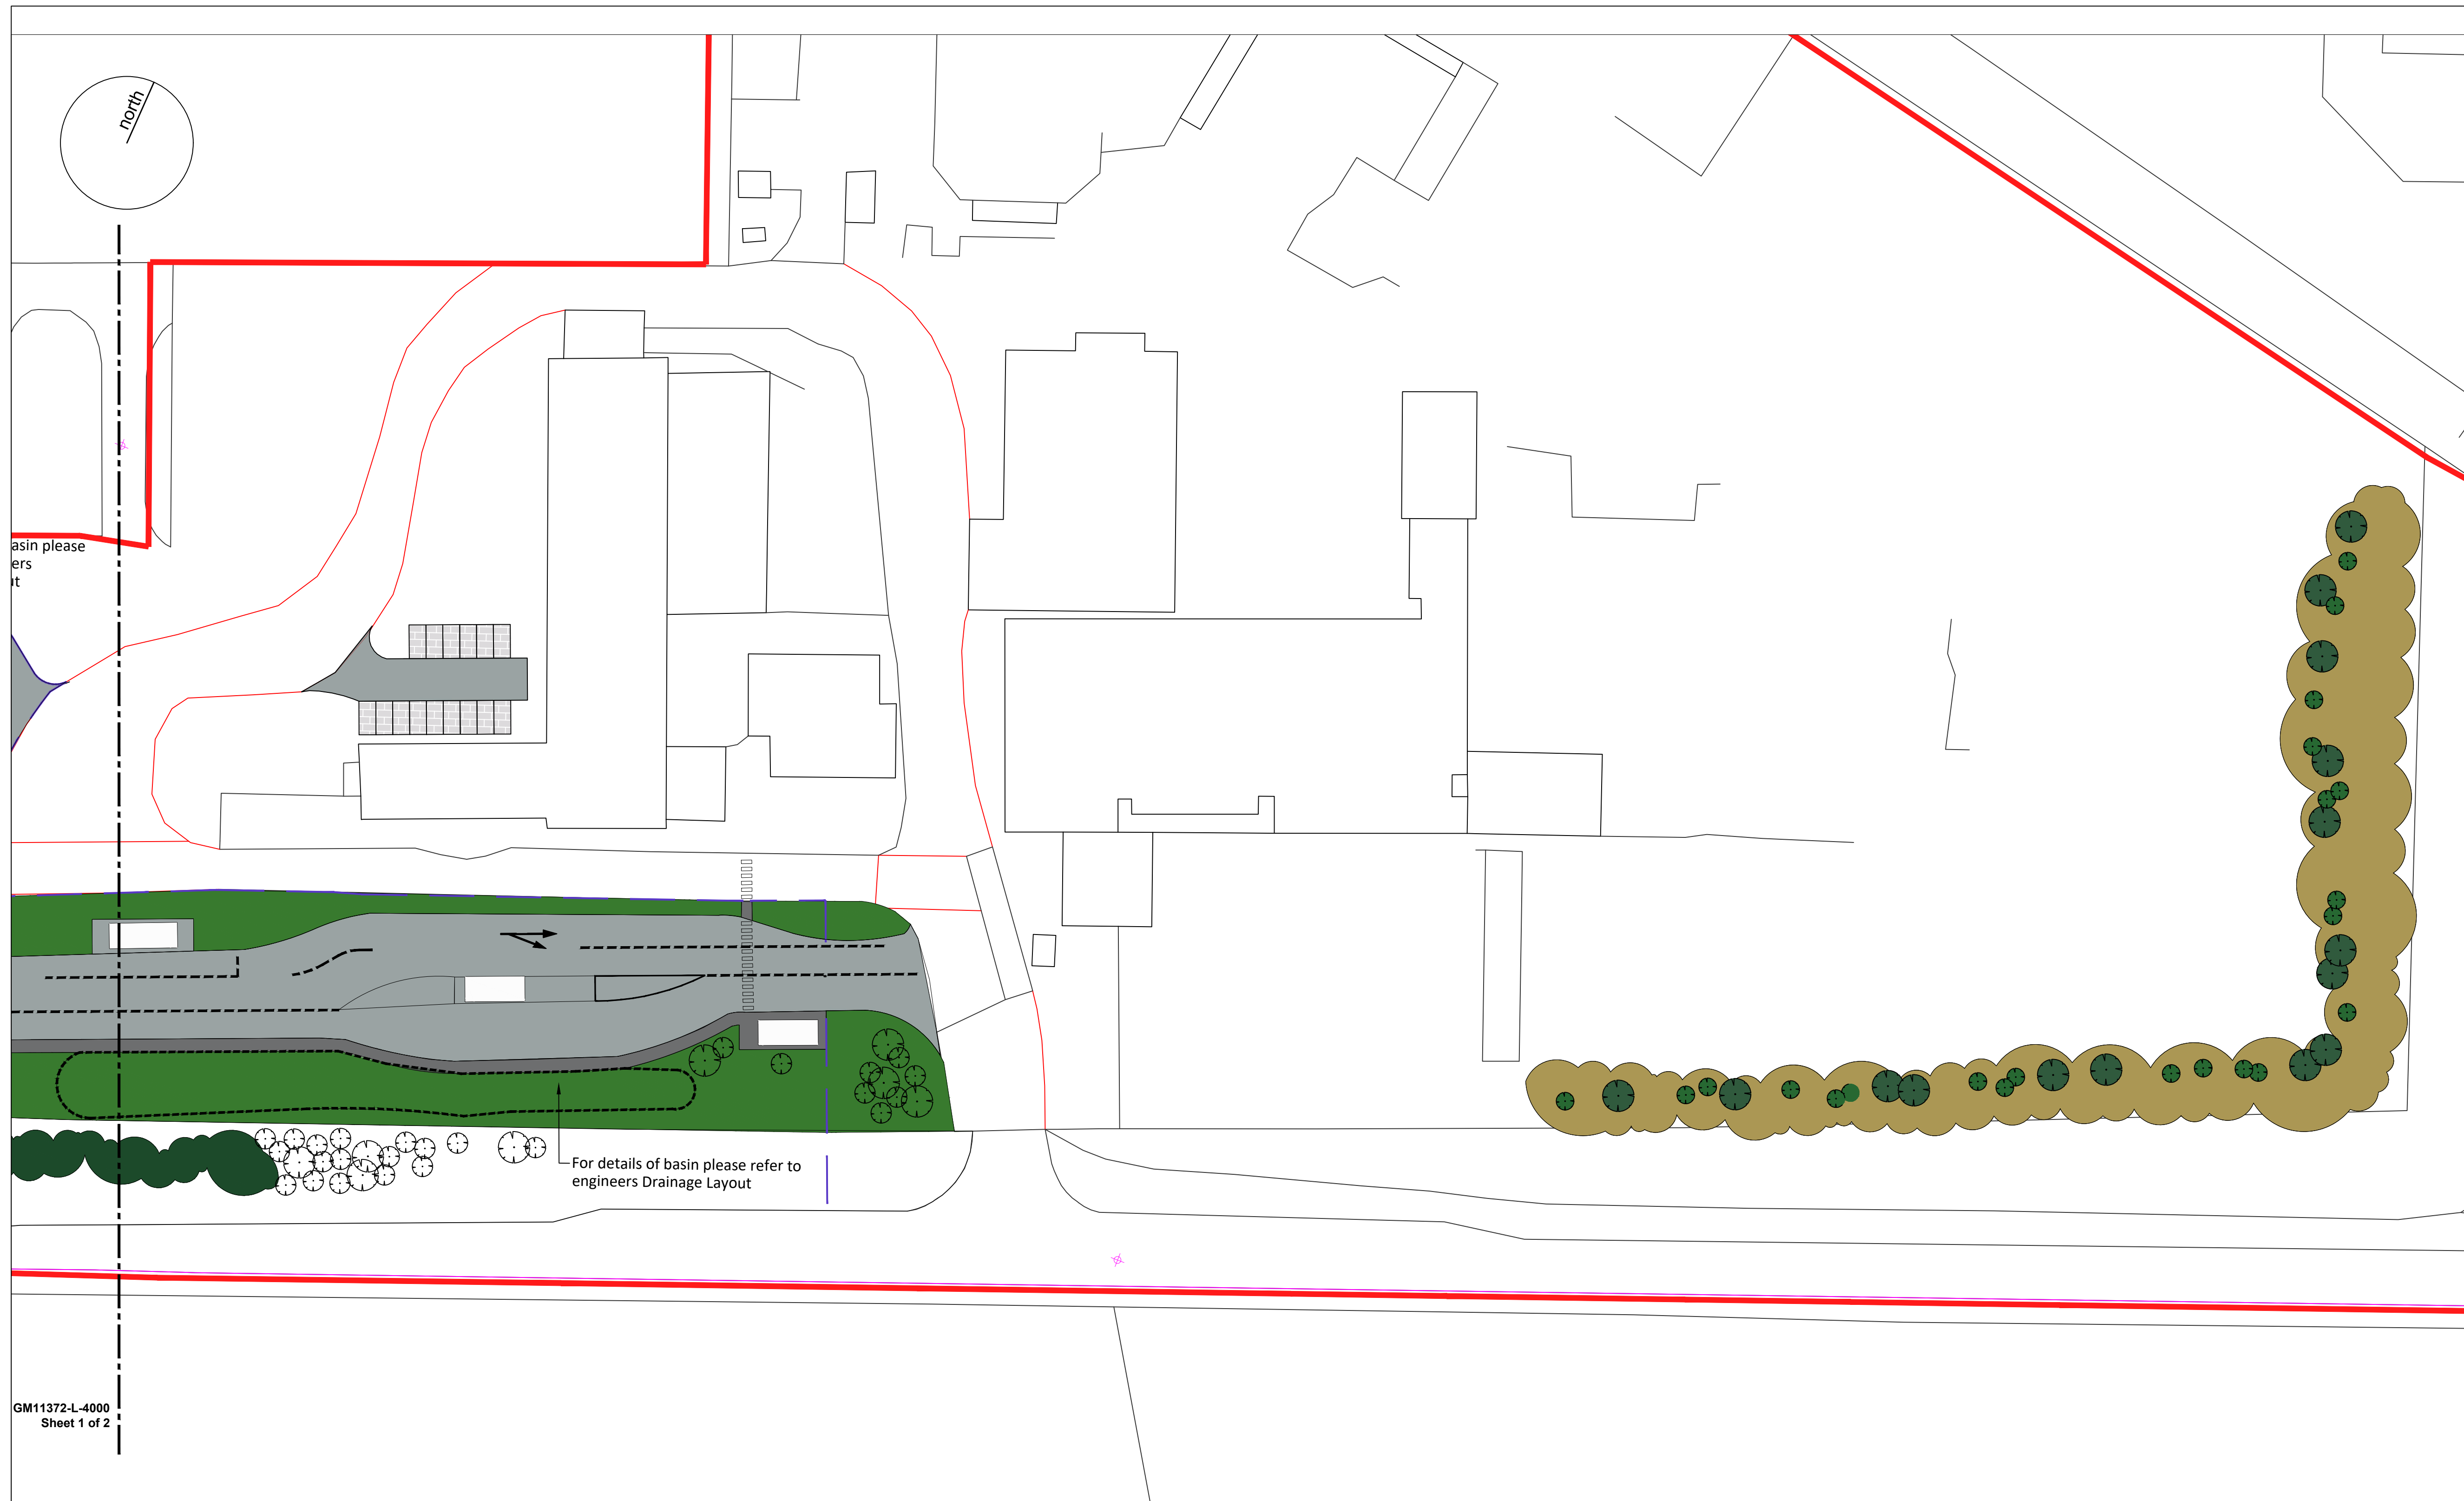 north
asin please
ers
ut
For details of basin please refer to
engineers Drainage Layout
GM11372-L-4000
Sheet 1 of 2